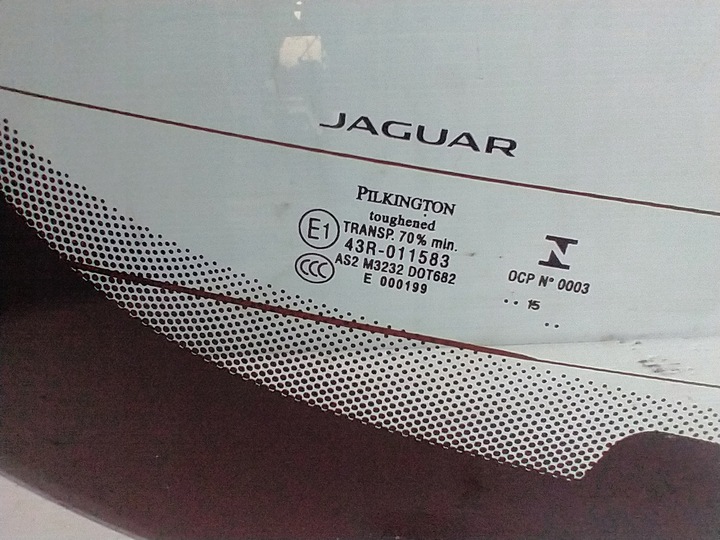 JAGUAR
PILKINGTON
toughened
E1 TRANSP. 70% min.
43R-011583
CCC AS2 M3232 DOT682
E 000199
OCP N° 0003
·· 15
··